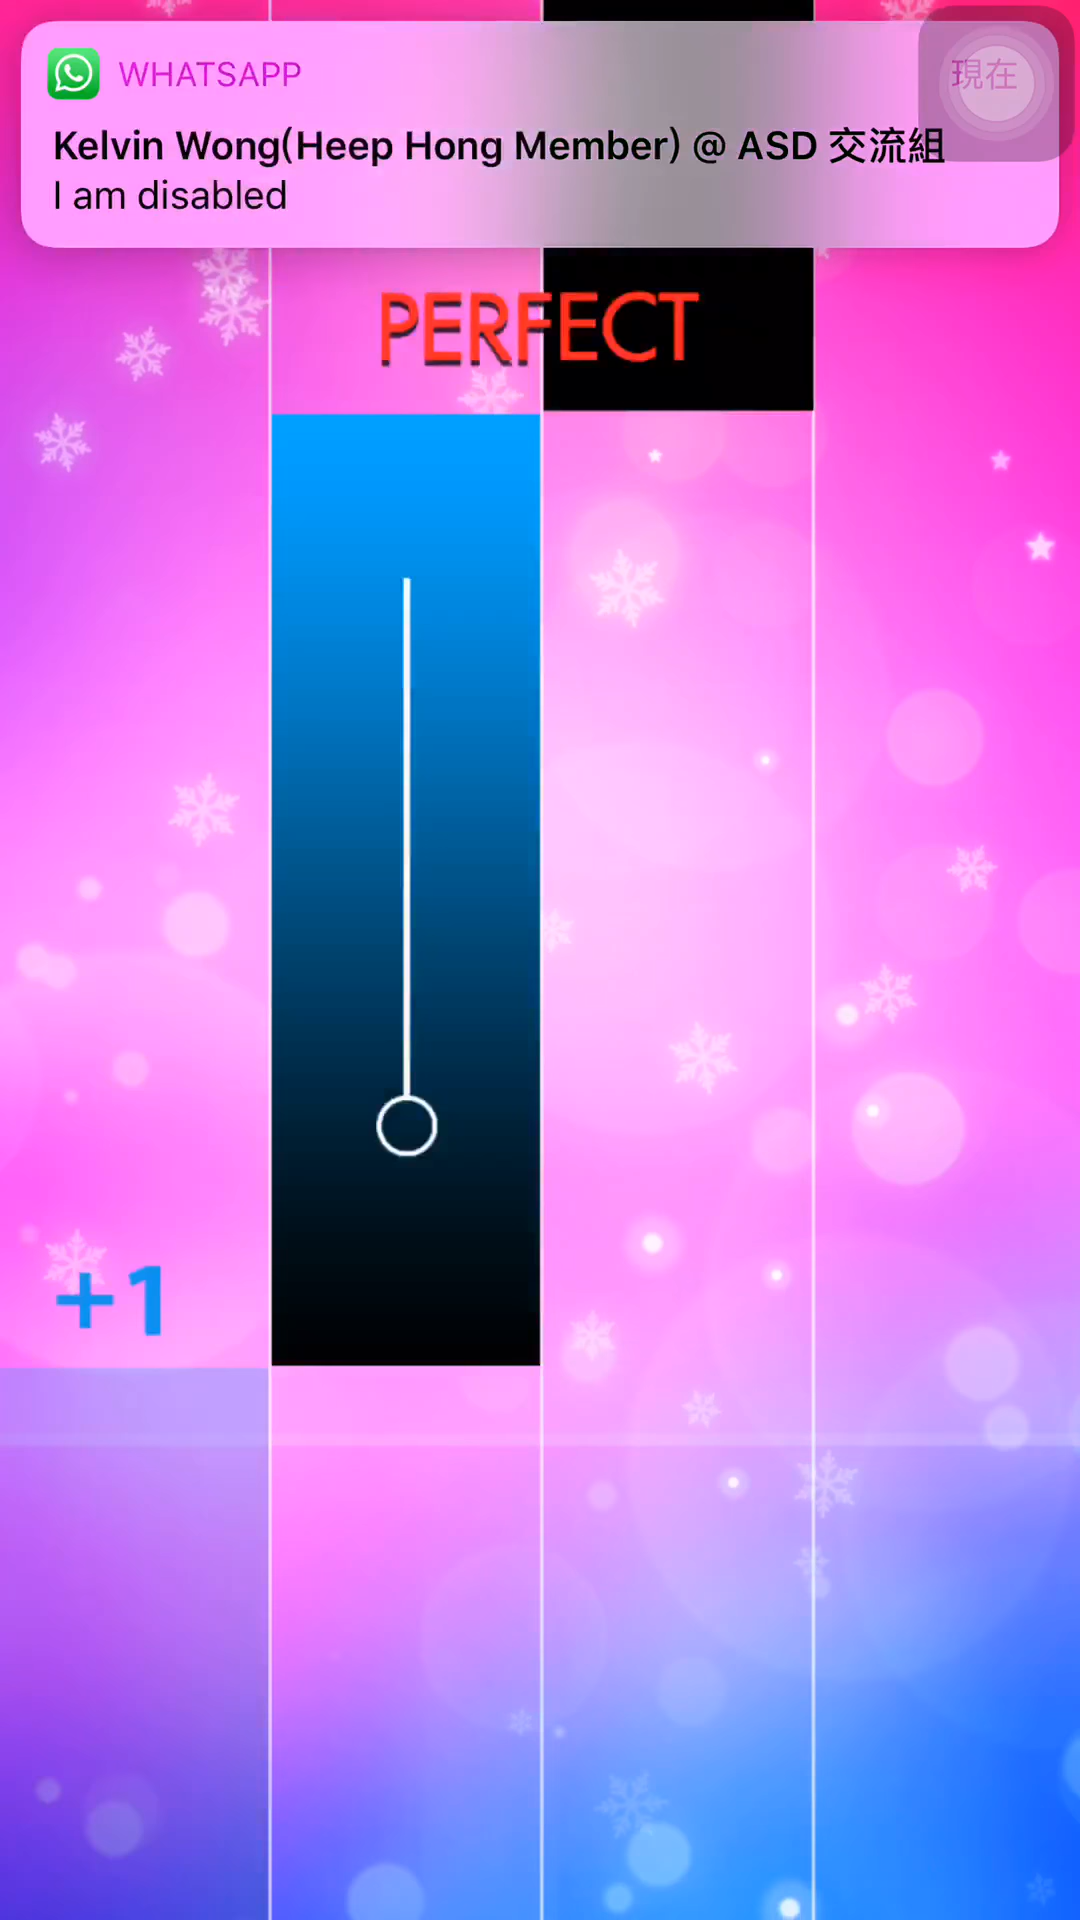 WHATSAPP
現在
Kelvin Wong(Heep Hong Member) @ ASD 交流組
I am disabled
PERFECT
+1